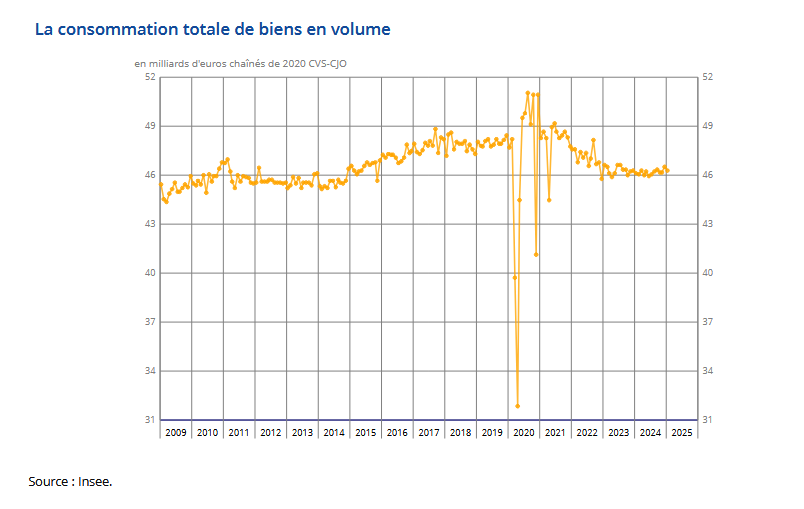 La consommation totale de biens en volume
en milliards d'euros chaînés de 2020 CVS-CJO
52 52
49 49
46 46
43 43
40 40
37 37
34 34
31 31
2009 2010 2011 2012 2013 2014 2015 2016 2017 2018 2019 2020 2021 2022 2023 2024 2025
Source : Insee.